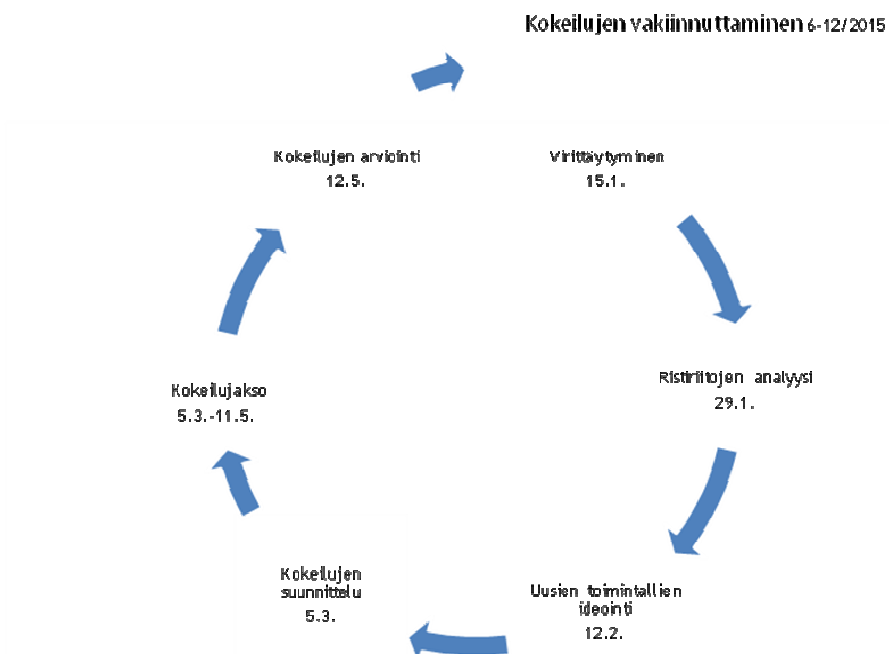 Kokeilujen vakiinnuttaminen 6-12/2015
Kokeilujen arviointi
12.5.
Virittäytyminen
15.1.
Ristiriitojen analyysi
29.1.
Uusien toimintallien
ideointi
12.2.
Kokeilujen
suunnittelu
5.3.
Kokeilujakso
5.3.-11.5.